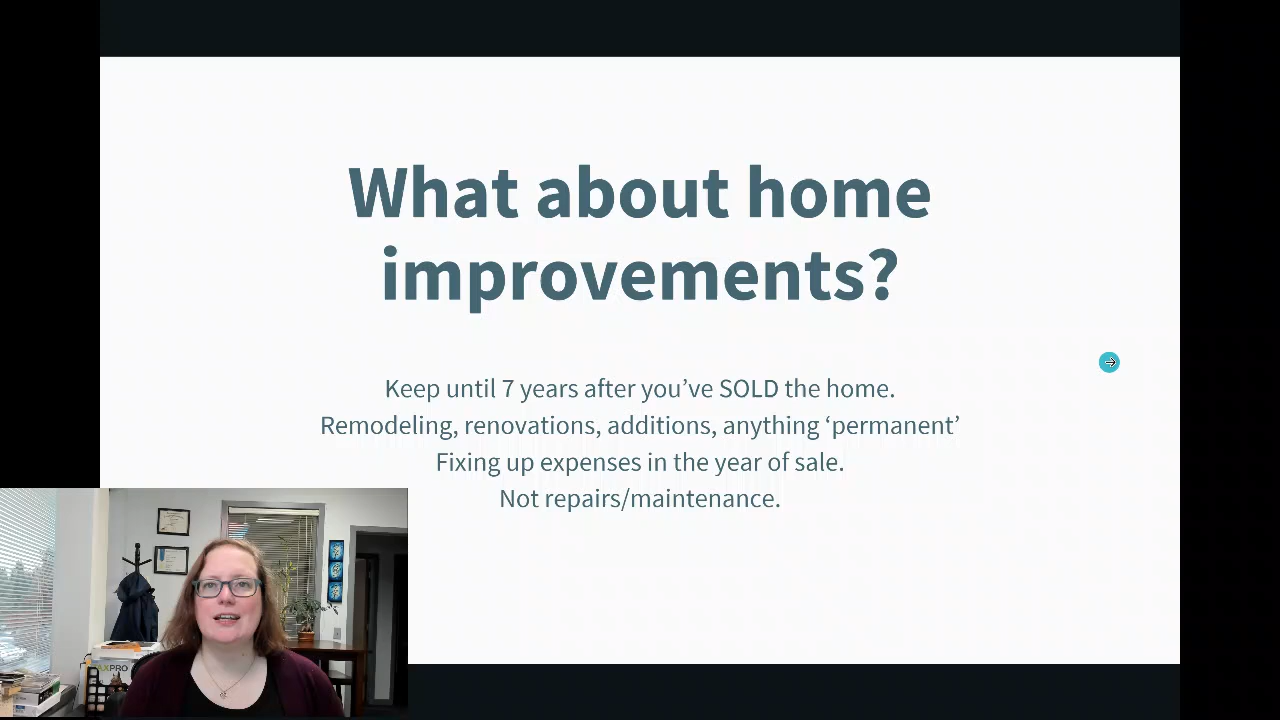 What about home
improvements?
Keep until 7 years after you’ve SOLD the home.
Remodeling, renovations, additions, anything ‘permanent’
Fixing up expenses in the year of sale.
Not repairs/maintenance.
AXPRO